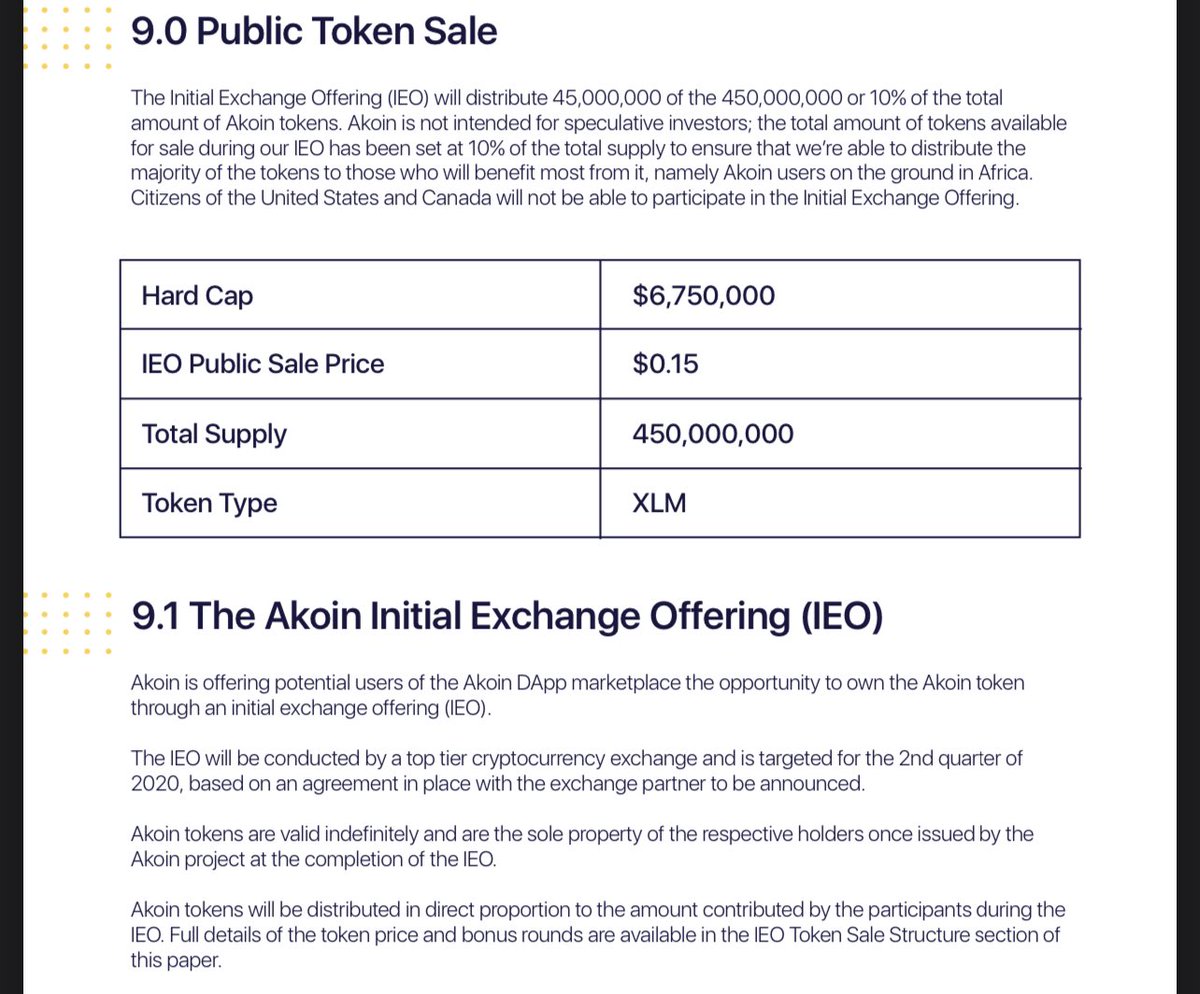 9.0 Public Token Sale
The Initial Exchange Offering (IEO) will distribute 45,000,000 of the 450,000,000 or 10% of the total
amount of Akoin tokens. Akoin is not intended for speculative investors; the total amount of tokens available
for sale during our IEO has been set at 10% of the total supply to ensure that we’re able to distribute the
majority of the tokens to those who will benefit most from it, namely Akoin users on the ground in Africa.
Citizens of the United States and Canada will not be able to participate in the Initial Exchange Offering.
Hard Cap $6,750,000
IEO Public Sale Price $0.15
Total Supply 450,000,000
Token Type XLM
9.1 The Akoin Initial Exchange Offering (IEO)
Akoin is offering potential users of the Akoin DApp marketplace the opportunity to own the Akoin token
through an initial exchange offering (IEO).
The IEO will be conducted by a top tier cryptocurrency exchange and is targeted for the 2nd quarter of
2020, based on an agreement in place with the exchange partner to be announced.
Akoin tokens are valid indefinitely and are the sole property of the respective holders once issued by the
Akoin project at the completion of the IEO.
Akoin tokens will be distributed in direct proportion to the amount contributed by the participants during the
IEO. Full details of the token price and bonus rounds are available in the IEO Token Sale Structure section of
this paper.